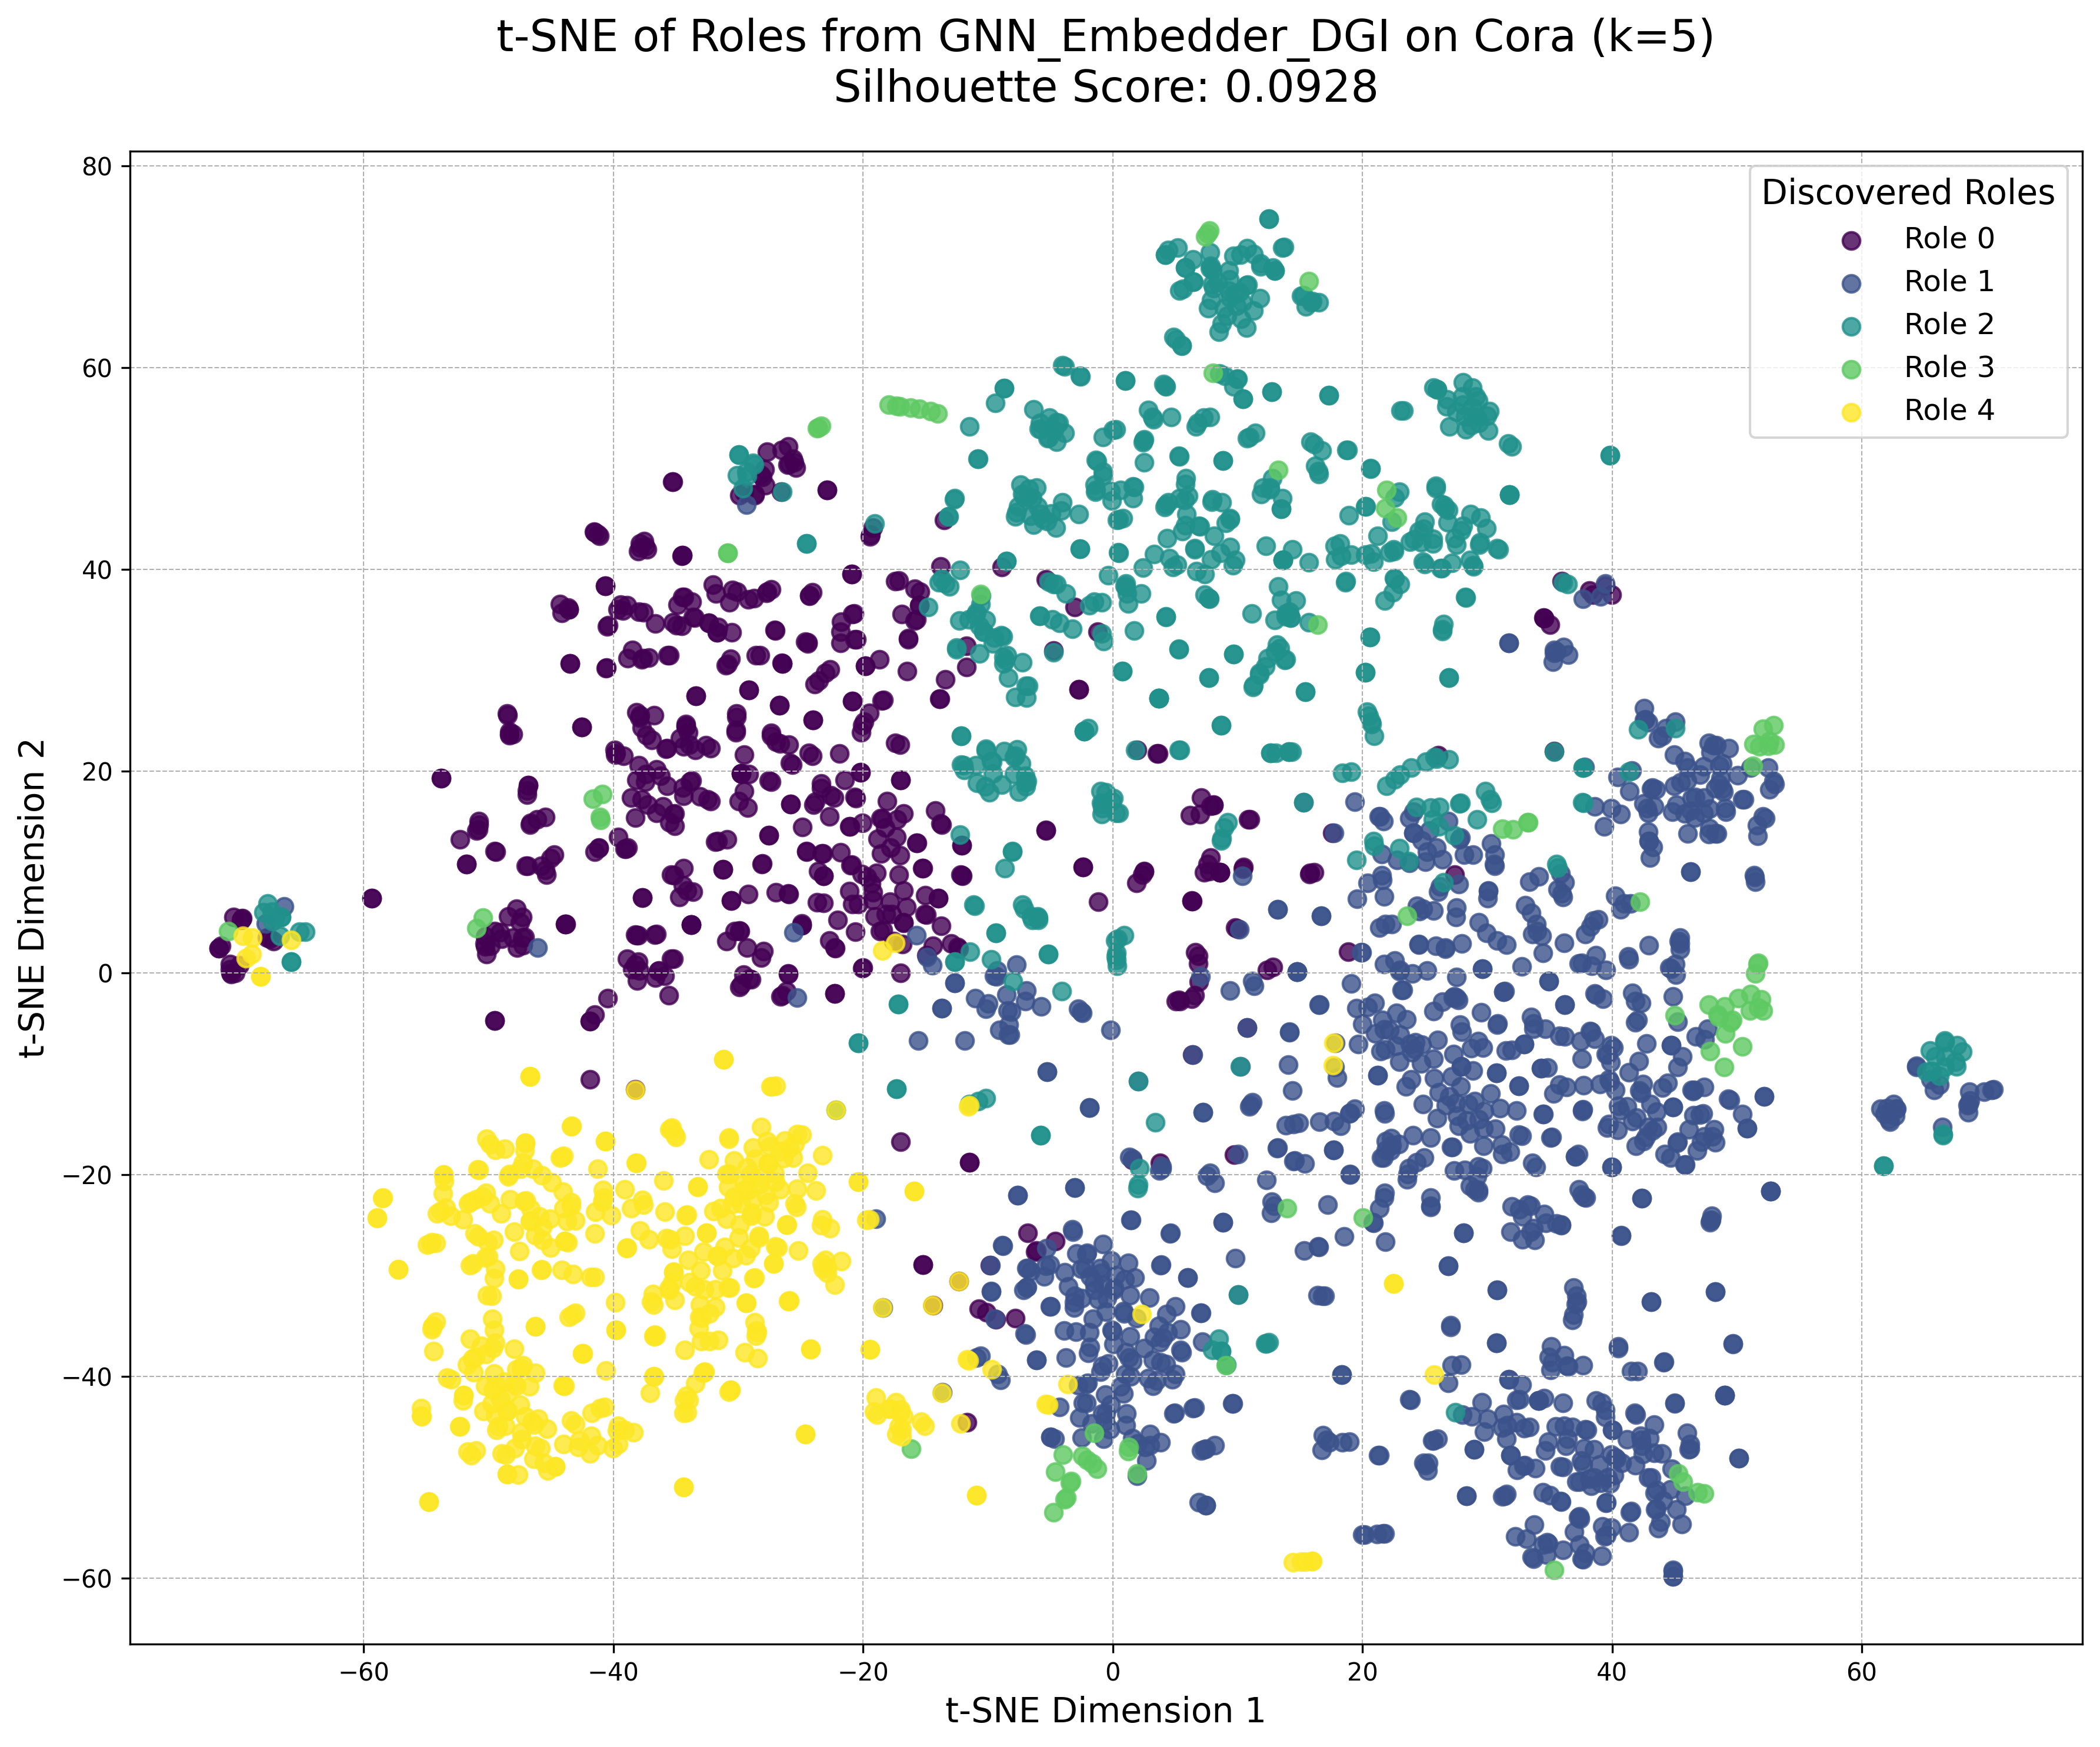 t-SNE of Roles from GNN_Embedder_DGI on Cora (k=5)
Silhouette Score: 0.0928
Discovered Roles
Role 0
Role 1
Role 2
Role 3
Role 4
t-SNE Dimension 2
80
60
40
20
0
−20
−40
−60
−60
−40
−20
0
20
40
60
t-SNE Dimension 1